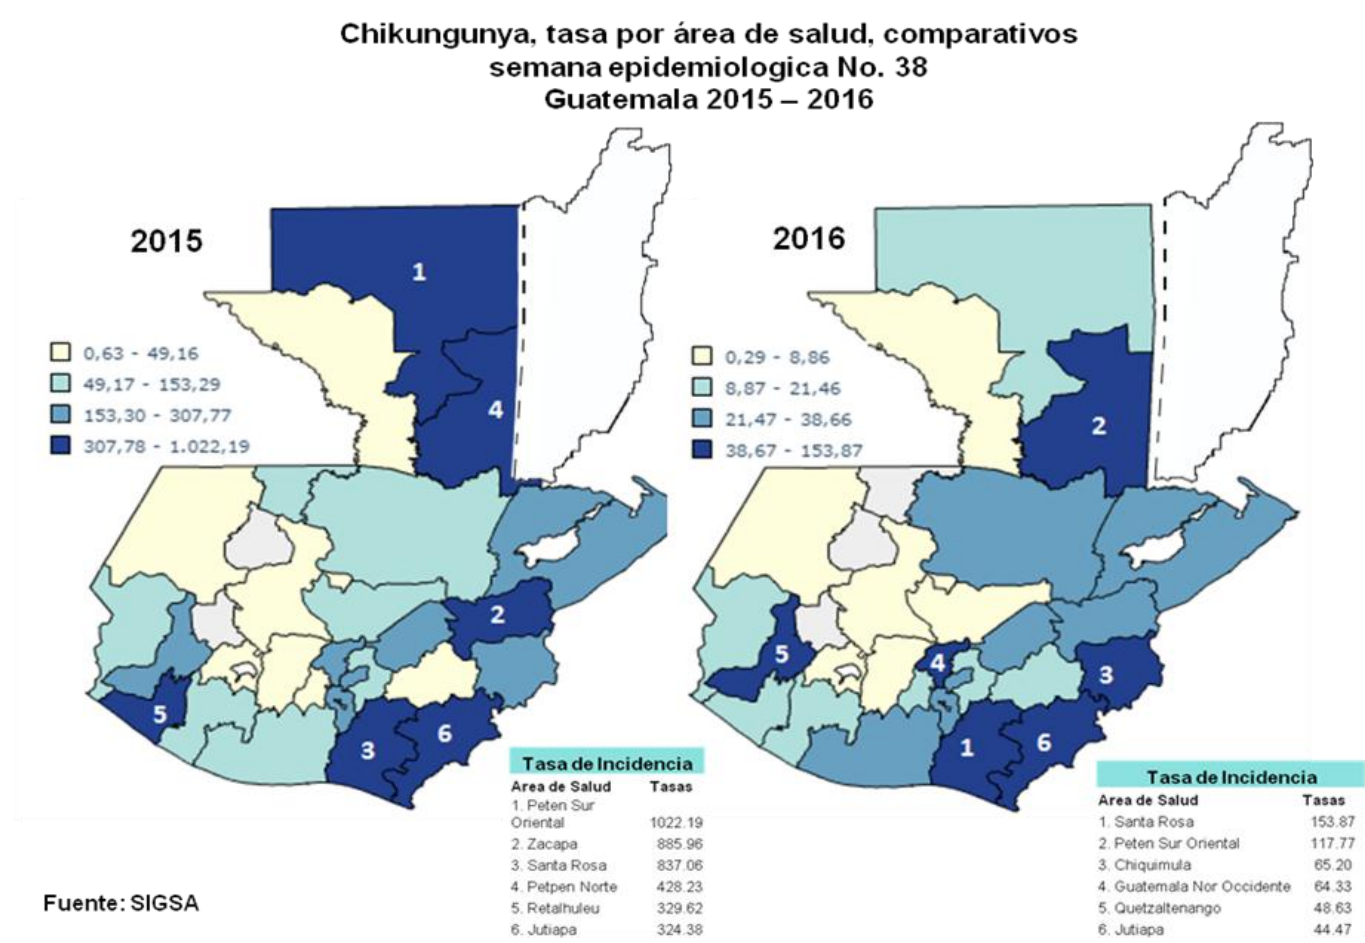 Chikungunya, tasa por área de salud, comparativos
semana epidemiologica No. 38
Guatemala 2015 – 2016
2015
1
0,63 - 49,16
49,17 - 153,29
153,30 - 307,77
307,78 - 1.022,19
4
2
5
3
6
Tasa de Incidencia
Area de Salud Tasas
1. Peten Sur
Oriental 1022.19
2. Zacapa 885.96
3. Santa Rosa 837.06
4. Petpen Norte 428.23
5. Retalhuleu 329.62
6. Jutiapa 324.38
2016
0,29 - 8,86
8,87 - 21,46
21,47 - 38,66
38,67 - 153,87
2
5
4
3
1
6
Tasa de Incidencia
Area de Salud Tasas
1. Santa Rosa 153.87
2. Peten Sur Oriental 117.77
3. Chiquimula 65.20
4. Guatemala Nor Occidente 64.33
5. Quetzaltenango 48.63
6. Jutiapa 44.47
Fuente: SIGSA